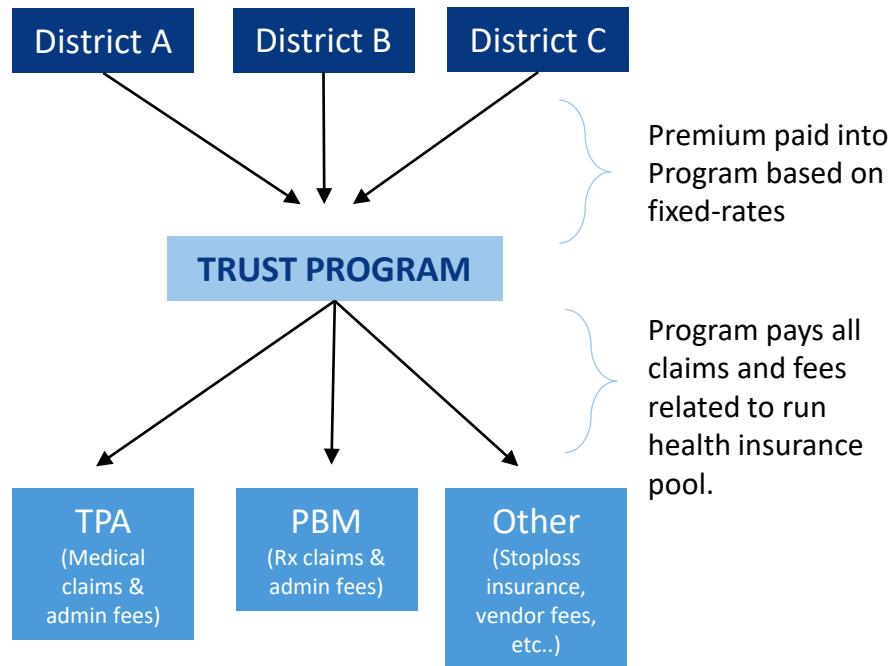 District A
District B
District C
Premium paid into
Program based on
fixed-rates
TRUST PROGRAM
Program pays all
claims and fees
related to run
health insurance
pool.
TPA
(Medical
claims &
admin fees)
PBM
(Rx claims &
admin fees)
Other
(Stoploss
insurance,
vendor fees,
etc..)